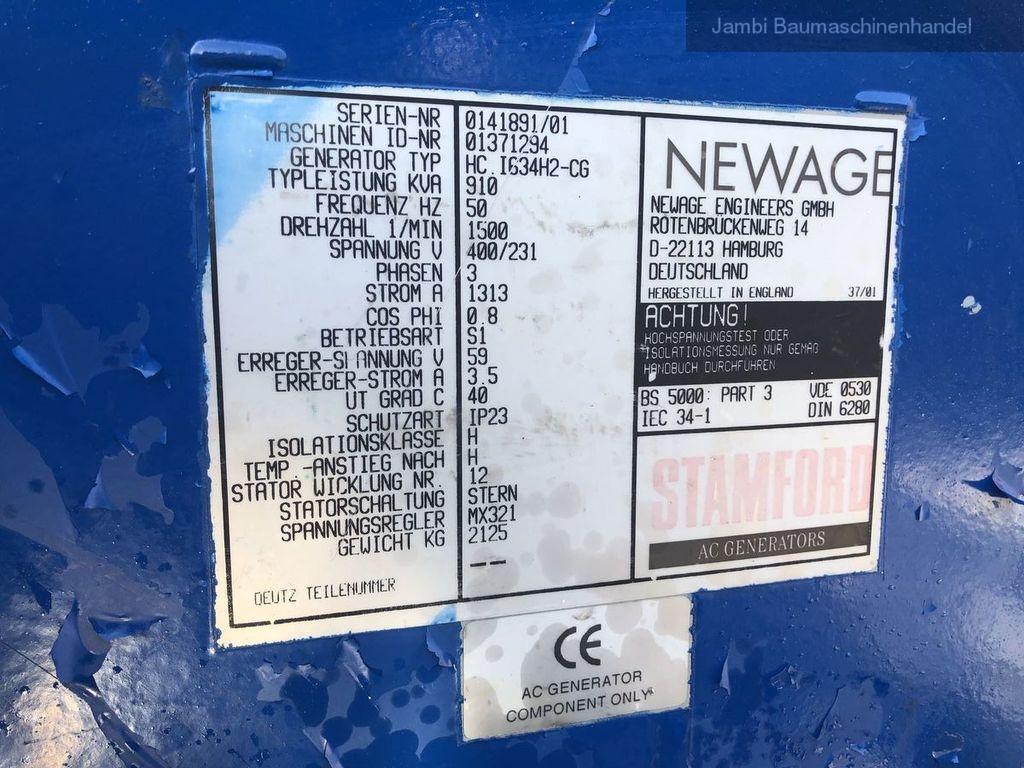 Jambi Baumaschinenhandel
SERIEN-NR 0141891/01
MASCHINEN ID-NR 01371294
GENERATOR TYP HC.I634H2-CG
TYPLEISTUNG KVA 910
FREQUENZ HZ 50
DREHZAHL 1/MIN 1500
SPANNUNG V 400/231
PHASEN 3
STROM A 1313
COS PHI 0.8
BETRIEBSART S1
ERREGER-SPANNUNG V 59
ERREGER-STROM A 3.5
UT GRAD C 40
SCHUTZART IP23
ISOLATIONSKLASSE H
TEMP.-ANSTIEG NACH H
STATOR WICKLUNG NR. 12
STATORSCHALTUNG STERN
SPANNUNGSREGLER MX321
GEWICHT KG 2125
DEUTZ TEILENUMMER --
NEWAGE
NEWAGE ENGINEERS GMBH
ROTENBRUCKENWEG 14
D-22113 HAMBURG
DEUTSCHLAND
HERGESTELLT IN ENGLAND 37/01
ACHTUNG!
HOCHSPANNUNGSTEST ODER
ISOLATIONSMESSUNG NUR GEMAß
HANDBUCH DURCHFUHREN
BS 5000: PART 3 VDE 0530
IEC 34-1 DIN 6280
STAMFORD
AC GENERATORS
CE
AC GENERATOR
COMPONENT ONLY